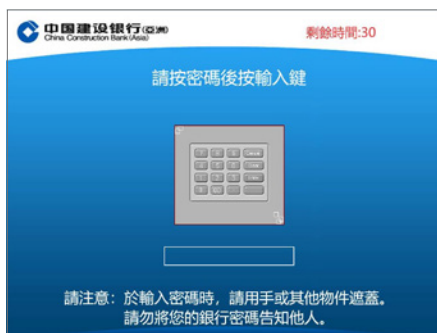 中国建设银行(亞洲)
China Construction Bank (Asia)
剩餘時間:30
請按密碼後按輸入鍵
請注意：於輸入密碼時，請用手或其他物件遮蓋。
請勿將您的銀行密碼告知他人。